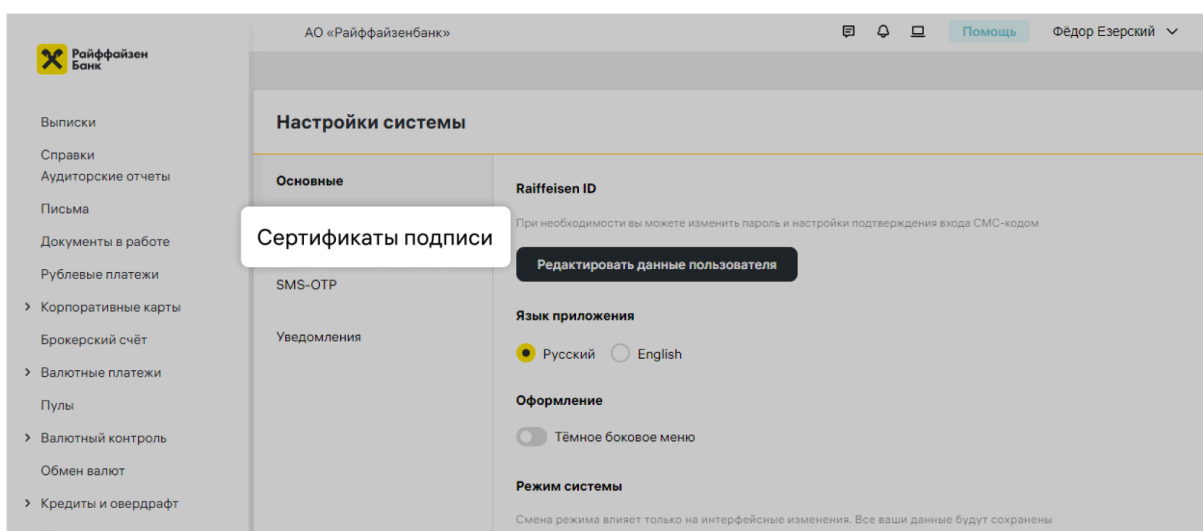 АО «Райффайзенбанк»
Помощь
Фёдор Езерский
Райффайзен
Банк
Выписки
Справки
Аудиторские отчеты
Письма
Документы в работе
Рублевые платежи
Корпоративные карты
Брокерский счёт
Валютные платежи
Пулы
Валютный контроль
Обмен валют
Кредиты и овердрафт
Настройки системы
Основные
Сертификаты подписи
SMS-OTP
Уведомления
Raiffeisen ID
При необходимости вы можете изменить пароль и настройки подтверждения входа СМС-кодом
Редактировать данные пользователя
Язык приложения
Русский
English
Оформление
Тёмное боковое меню
Режим системы
Смена режима влияет только на интерфейсные изменения. Все ваши данные будут сохранены